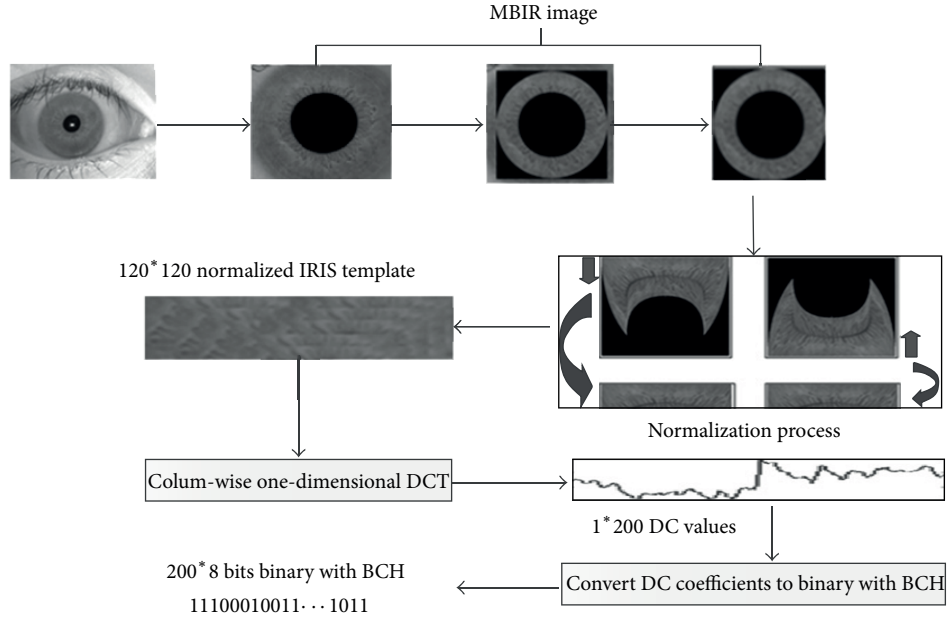 MBIR image
120*120 normalized IRIS template
Normalization process
Colum-wise one-dimensional DCT
1*200 DC values
Convert DC coefficients to binary with BCH
200*8 bits binary with BCH
11100010011···1011